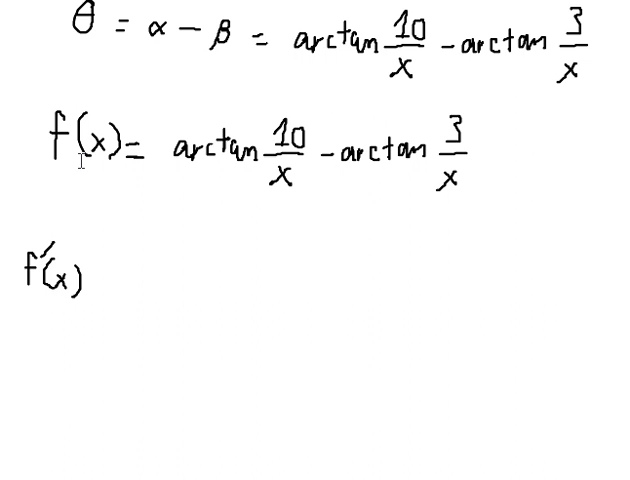 θ = α - β = arctan 10/x - arctan 3/x
f(x) = arctan 10/x - arctan 3/x
f'(x)